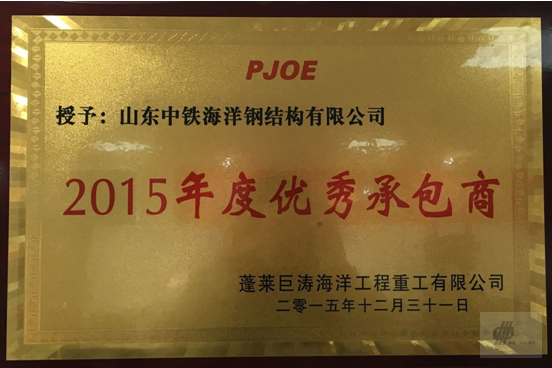 PJOE
授予：山东中铁海洋钢结构有限公司
2015年度优秀承包商
蓬莱巨涛海洋工程重工有限公司
二零一五年十二月三十一日